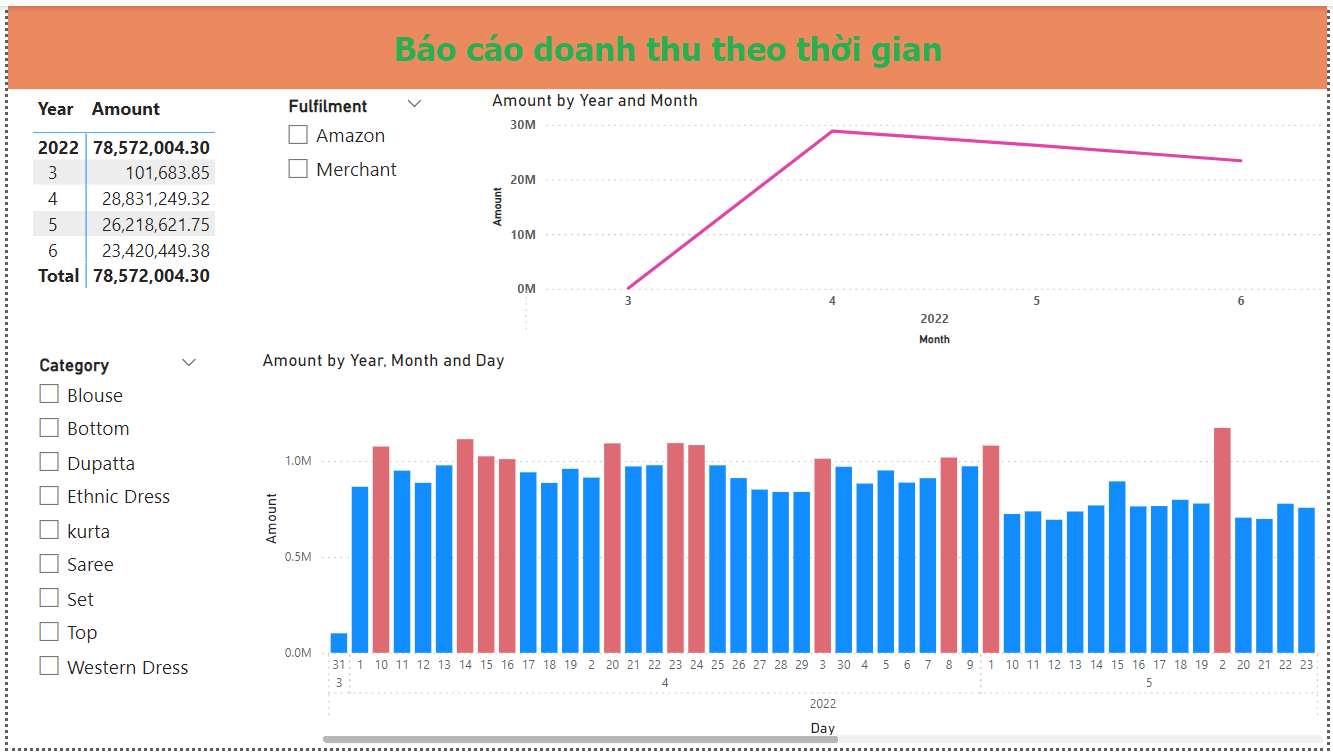 Báo cáo doanh thu theo thời gian
Year Amount
2022 78,572,004.30
3 101,683.85
4 28,831,249.32
5 26,218,621.75
6 23,420,449.38
Total 78,572,004.30
Fulfilment
Amazon
Merchant
Amount by Year and Month
30M
20M
10M
0M
Amount
3 4 5 6
2022
Month
Category
Blouse
Bottom
Dupatta
Ethnic Dress
kurta
Saree
Set
Top
Western Dress
Amount by Year, Month and Day
1.0M
0.5M
0.0M
Amount
31 1 10 11 12 13 14 15 16 17 18 19 2 20 21 22 23 24 25 26 27 28 29 3 30 4 5 6 7 8 9 1 10 11 12 13 14 15 16 17 18 19 2 20 21 22 23
3 4 5
2022
Day